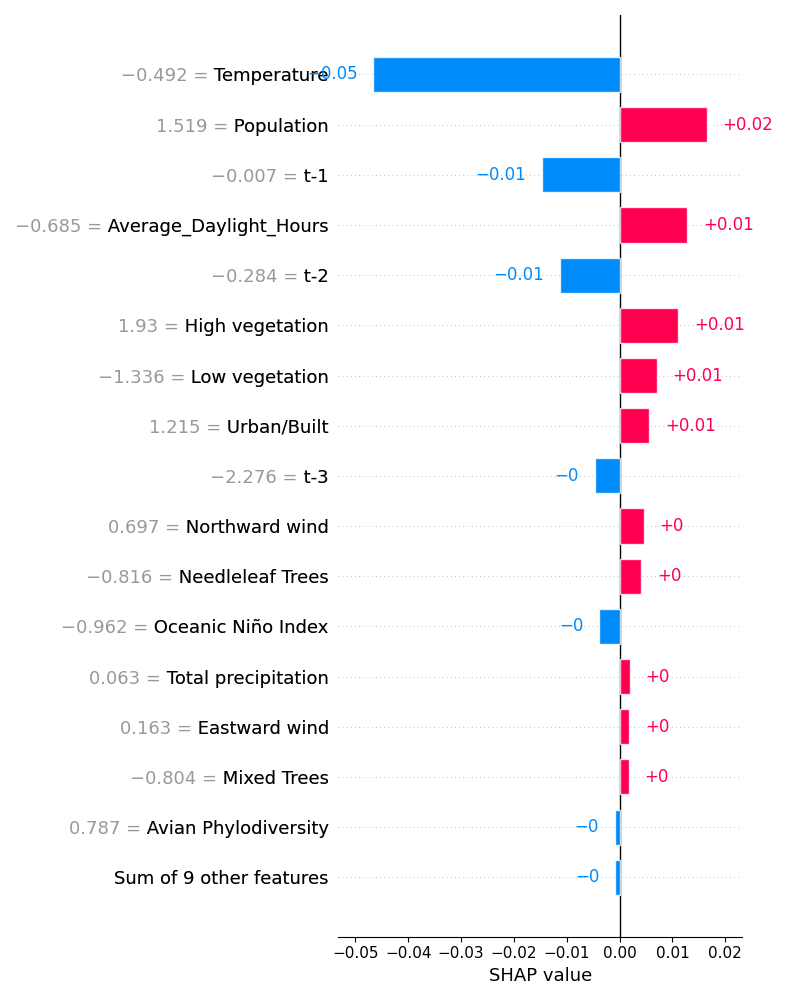 −0.492 = Temperature −0.05
1.519 = Population +0.02
−0.007 = t-1 −0.01
−0.685 = Average_Daylight_Hours +0.01
−0.284 = t-2 −0.01
1.93 = High vegetation +0.01
−1.336 = Low vegetation +0.01
1.215 = Urban/Built +0.01
−2.276 = t-3 −0
0.697 = Northward wind +0
−0.816 = Needleleaf Trees +0
−0.962 = Oceanic Niño Index −0
0.063 = Total precipitation +0
0.163 = Eastward wind +0
−0.804 = Mixed Trees +0
0.787 = Avian Phylodiversity −0
Sum of 9 other features −0
−0.05 −0.04 −0.03 −0.02 −0.01 0.00 0.01 0.02
SHAP value